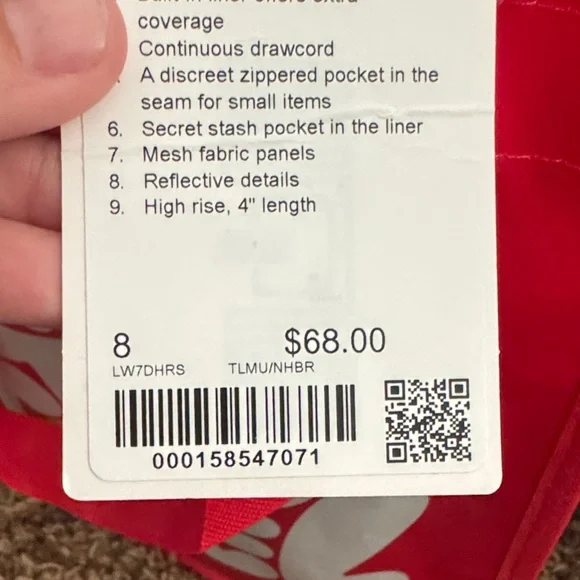 coverage
Continuous drawcord
A discreet zippered pocket in the
seam for small items
6. Secret stash pocket in the liner
7. Mesh fabric panels
8. Reflective details
9. High rise, 4" length
8 $68.00
LW7DHRS TLMU/NHBR
000158547071